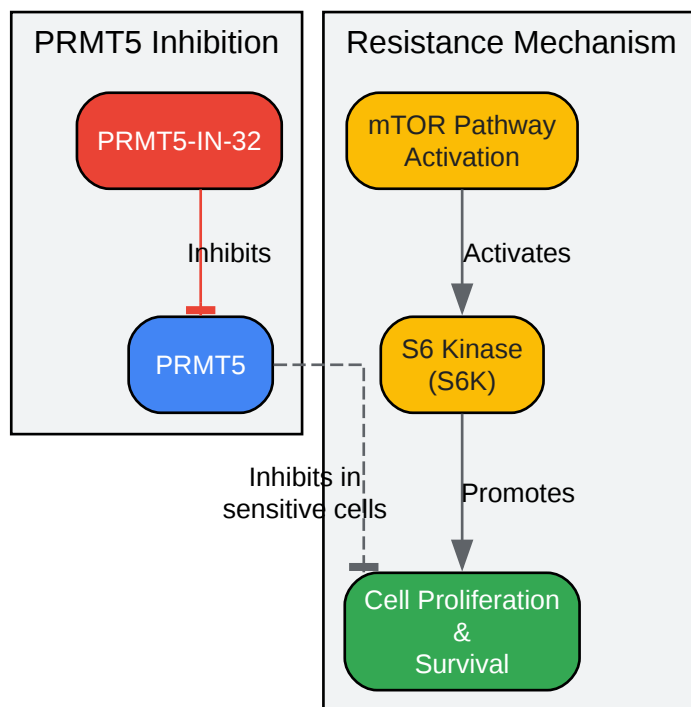 PRMT5 Inhibition
PRMT5-IN-32
Inhibits
PRMT5
Resistance Mechanism
mTOR Pathway
Activation
Activates
S6 Kinase
(S6K)
Inhibits in
sensitive cells
Promotes
Cell Proliferation
&
Survival